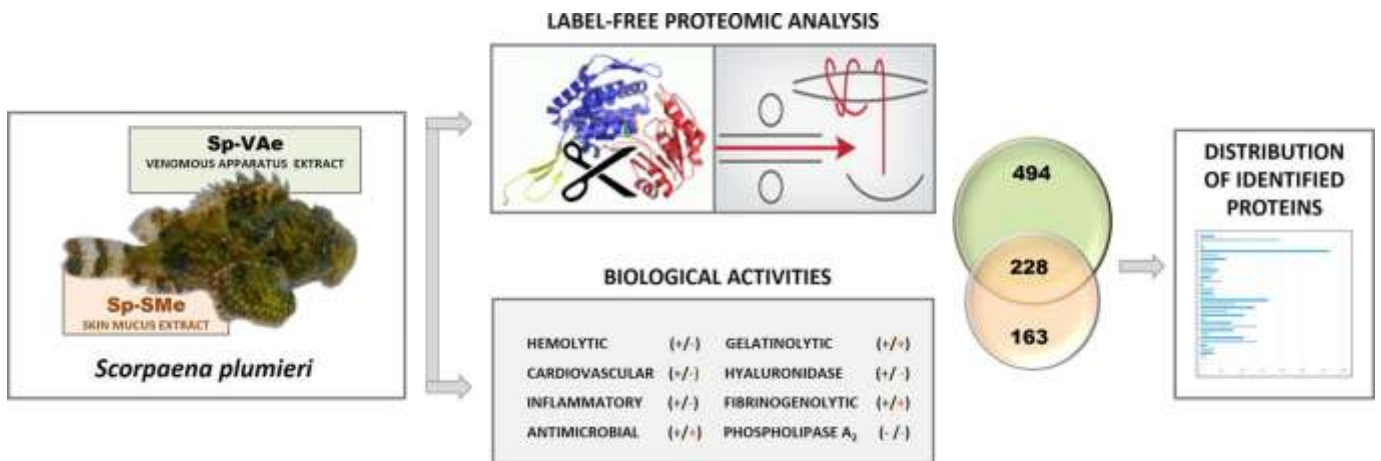 LABEL-FREE PROTEOMIC ANALYSIS
Sp-VAe
VENOMOUS APPARATUS EXTRACT
Sp-SMe
SKIN MUCUS EXTRACT
Scorpaena plumieri
BIOLOGICAL ACTIVITIES
HEMOLYTIC (+/-) GELATINOLYTIC (+/+)
CARDIOVASCULAR (+/-) HYALURONIDASE (+/-)
INFLAMMATORY (+/-) FIBRINOGENOLYTIC (+/+)
ANTIMICROBIAL (+/+) PHOSPHOLIPASE A₂ (-/-)
494
228
163
DISTRIBUTION
OF IDENTIFIED
PROTEINS